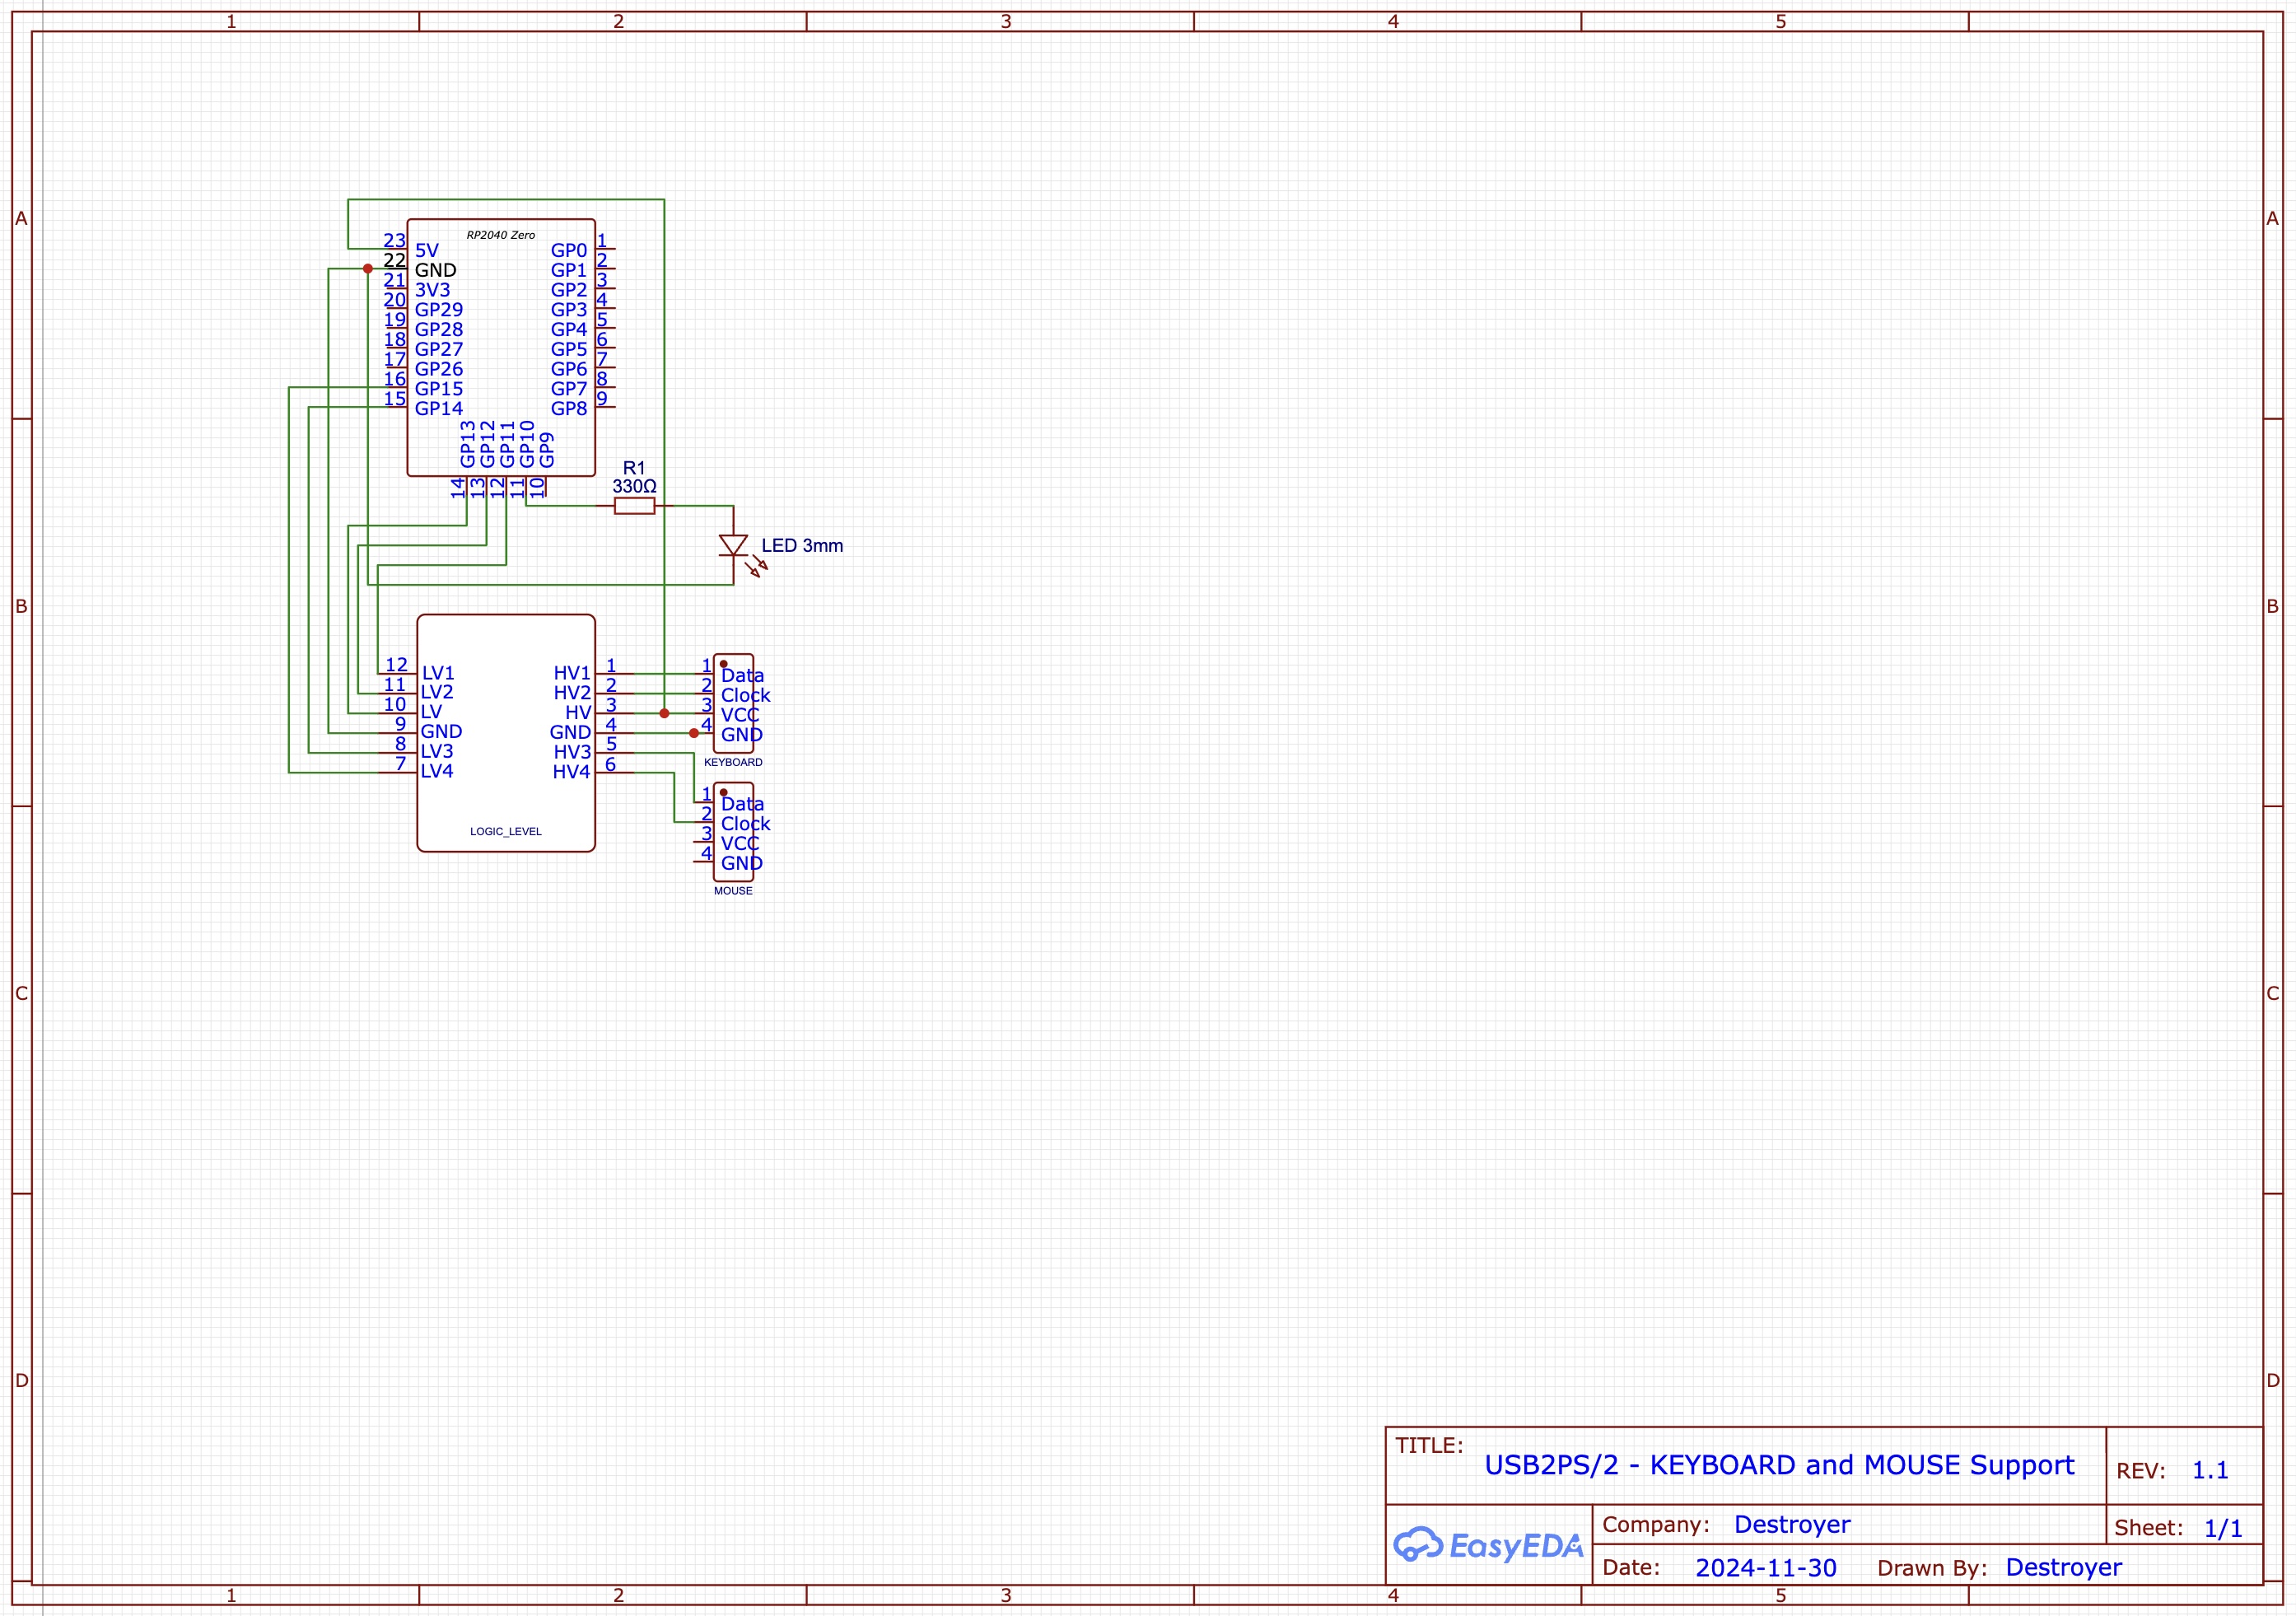 1 2 3 4 5
A A
RP2040 Zero
23 5V GP0 1
22 GND GP1 2
21 3V3 GP2 3
20 GP29 GP3 4
19 GP28 GP4 5
18 GP27 GP5 6
17 GP26 GP6 7
16 GP15 GP7 8
15 GP14 GP8 9
GP13 GP12 GP11 GP10 GP9
14 13 12 11 10
R1
330Ω
LED 3mm
B B
12 LV1 HV1 1
11 LV2 HV2 2
10 LV HV 3
9 GND GND 4
8 LV3 HV3 5
7 LV4 HV4 6
LOGIC_LEVEL
1 Data
2 Clock
3 VCC
4 GND
KEYBOARD
1 Data
2 Clock
3 VCC
4 GND
MOUSE
C C
D D
TITLE:
USB2PS/2 - KEYBOARD and MOUSE Support
REV: 1.1
EasyEDA
Company: Destroyer
Sheet: 1/1
Date: 2024-11-30 Drawn By: Destroyer
1 2 3 4 5